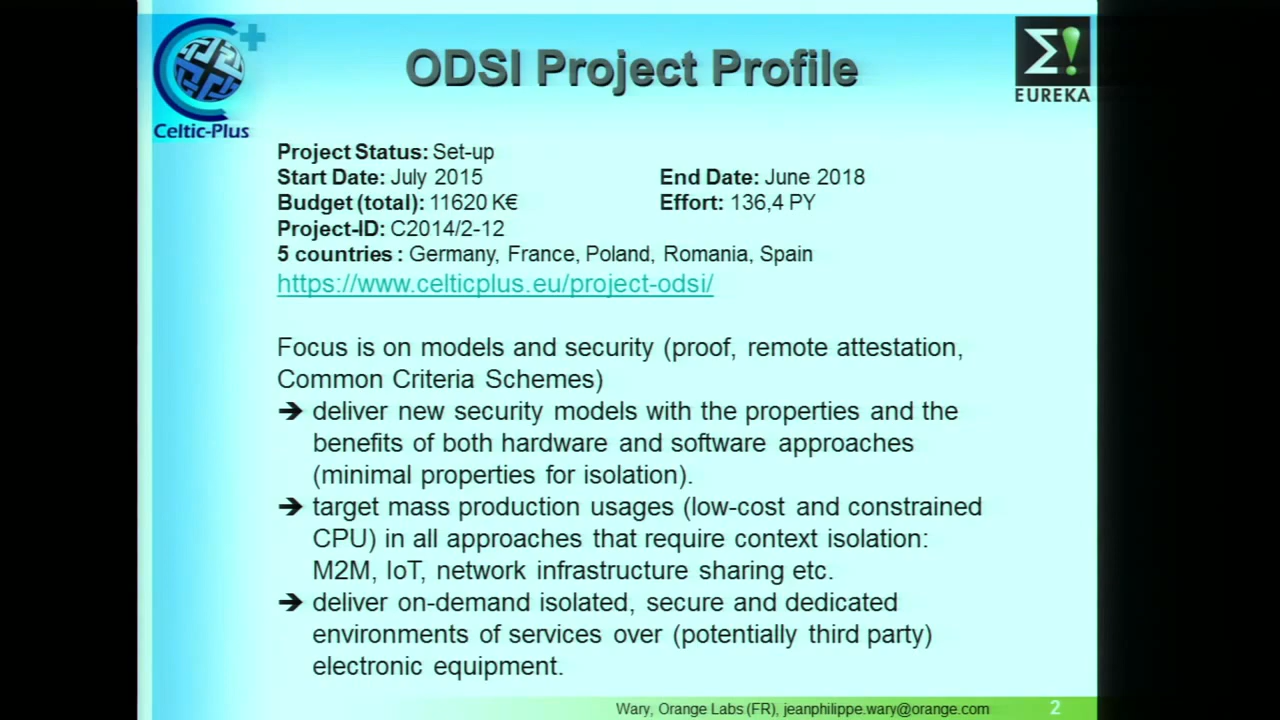 ODSI Project Profile
Celtic-Plus
EUREKA
Project Status: Set-up
Start Date: July 2015 End Date: June 2018
Budget (total): 11620 K€ Effort: 136,4 PY
Project-ID: C2014/2-12
5 countries : Germany, France, Poland, Romania, Spain
https://www.celticplus.eu/project-odsi/
Focus is on models and security (proof, remote attestation,
Common Criteria Schemes)
➔ deliver new security models with the properties and the
benefits of both hardware and software approaches
(minimal properties for isolation).
➔ target mass production usages (low-cost and constrained
CPU) in all approaches that require context isolation:
M2M, IoT, network infrastructure sharing etc.
➔ deliver on-demand isolated, secure and dedicated
environments of services over (potentially third party)
electronic equipment.
Wary, Orange Labs (FR), jeanphilippe.wary@orange.com 2